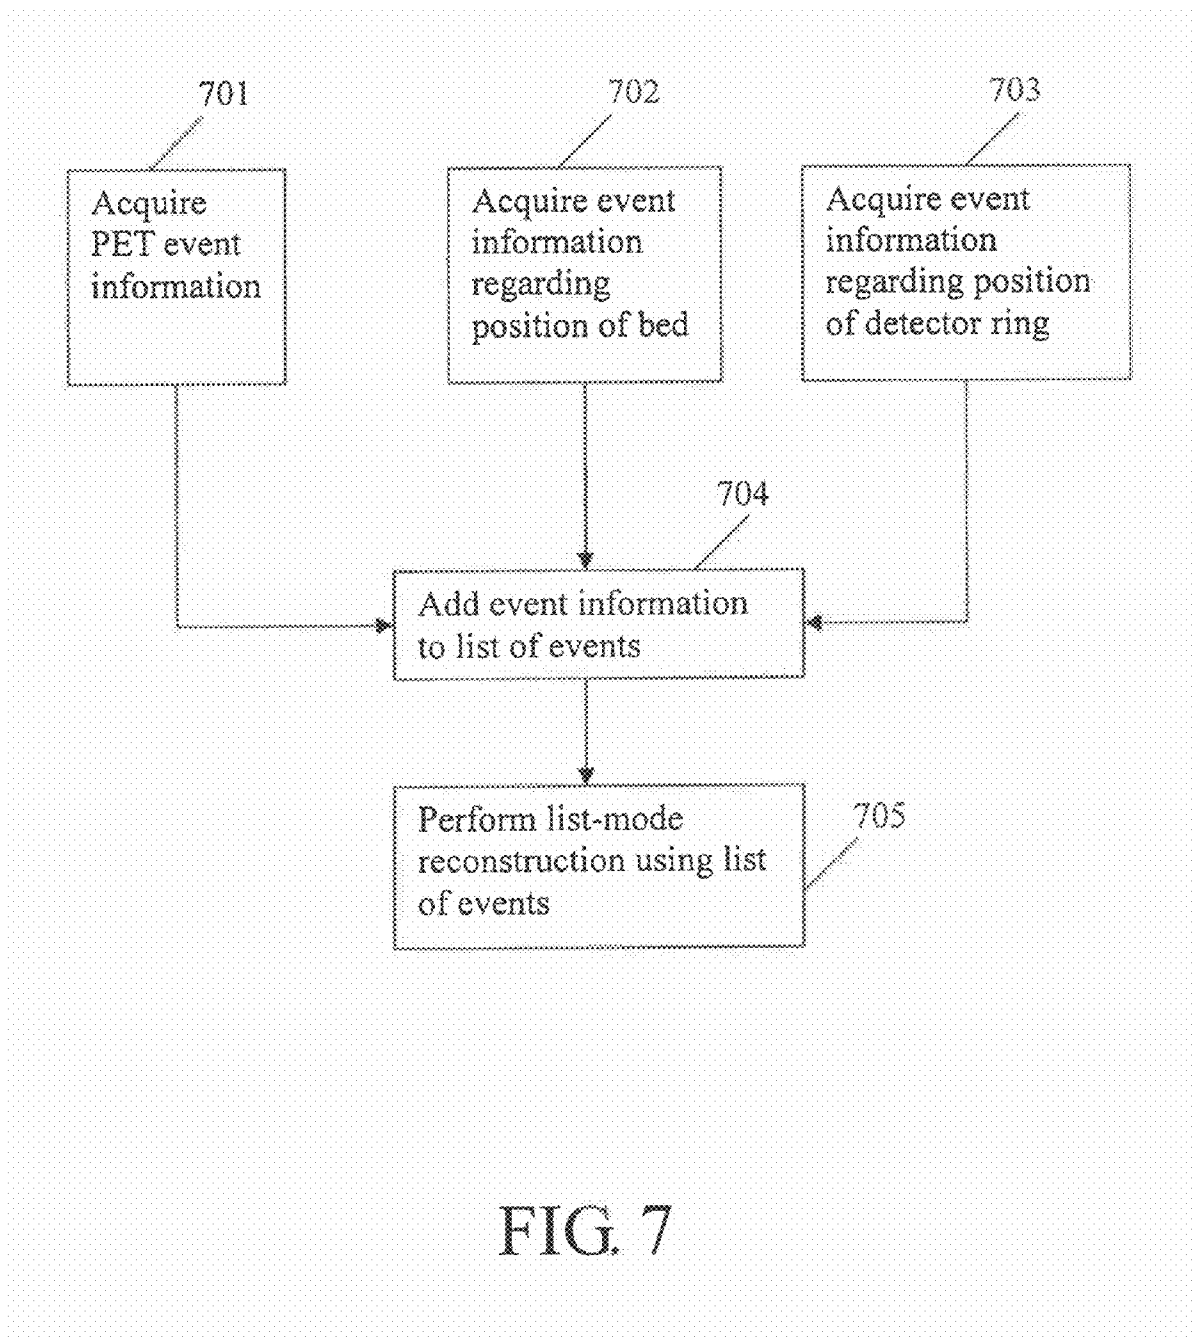 701
702
703
Acquire
PET event
information
Acquire event
information
regarding
position of bed
Acquire event
information
regarding position
of detector ring
704
Add event information
to list of events
Perform list-mode
reconstruction using list
of events
705
FIG. 7